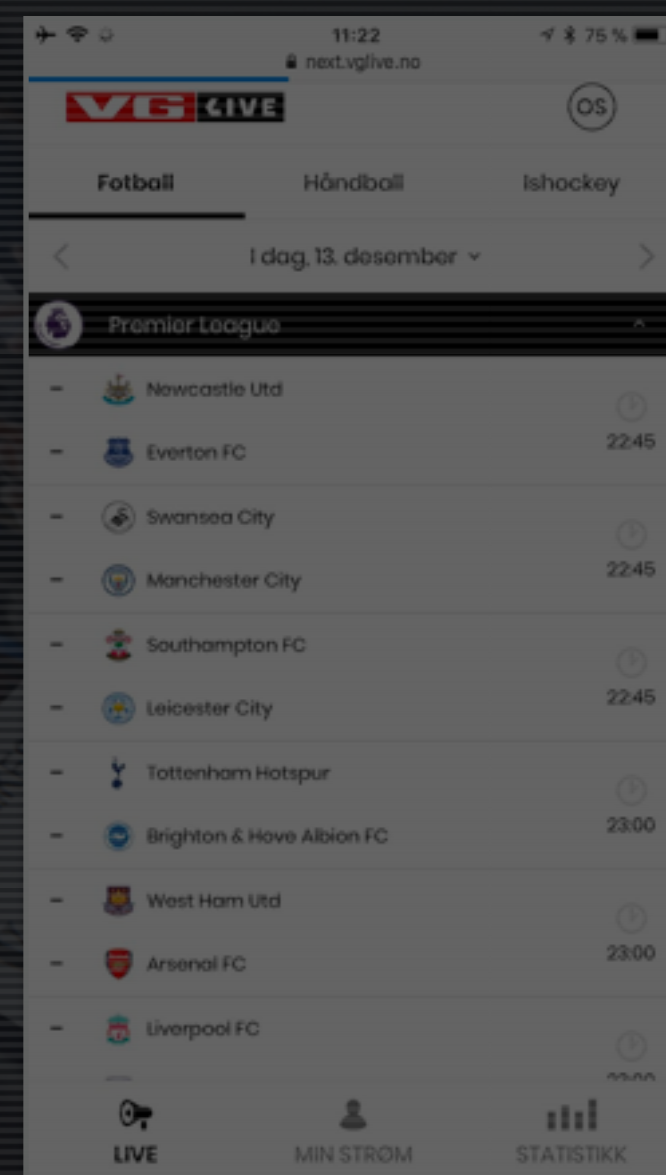 11:22
75 %
next.vglive.no
VG LIVE
OS
Fotball Håndball Ishockey
I dag, 13. desember
Premier League
- Newcastle Utd
- Everton FC
22:45
- Swansea City
- Manchester City
22:45
- Southampton FC
- Leicester City
22:45
- Tottenham Hotspur
- Brighton & Hove Albion FC
23:00
- West Ham Utd
- Arsenal FC
23:00
- Liverpool FC
LIVE MIN STRØM STATISTIKK